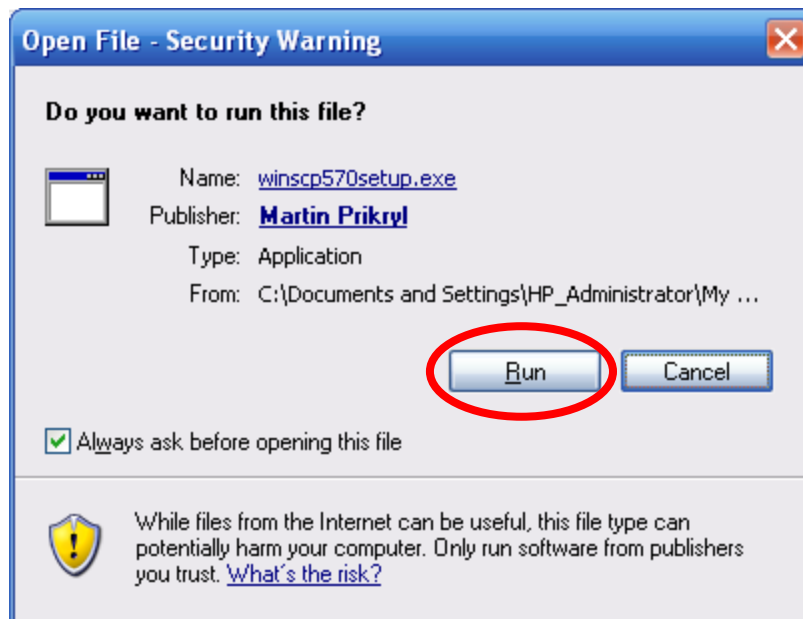 Open File - Security Warning
Do you want to run this file?
Name: winscp570setup.exe
Publisher: Martin Prikryl
Type: Application
From: C:\Documents and Settings\HP_Administrator\My ...
Run Cancel
Always ask before opening this file
While files from the Internet can be useful, this file type can
potentially harm your computer. Only run software from publishers
you trust. What's the risk?